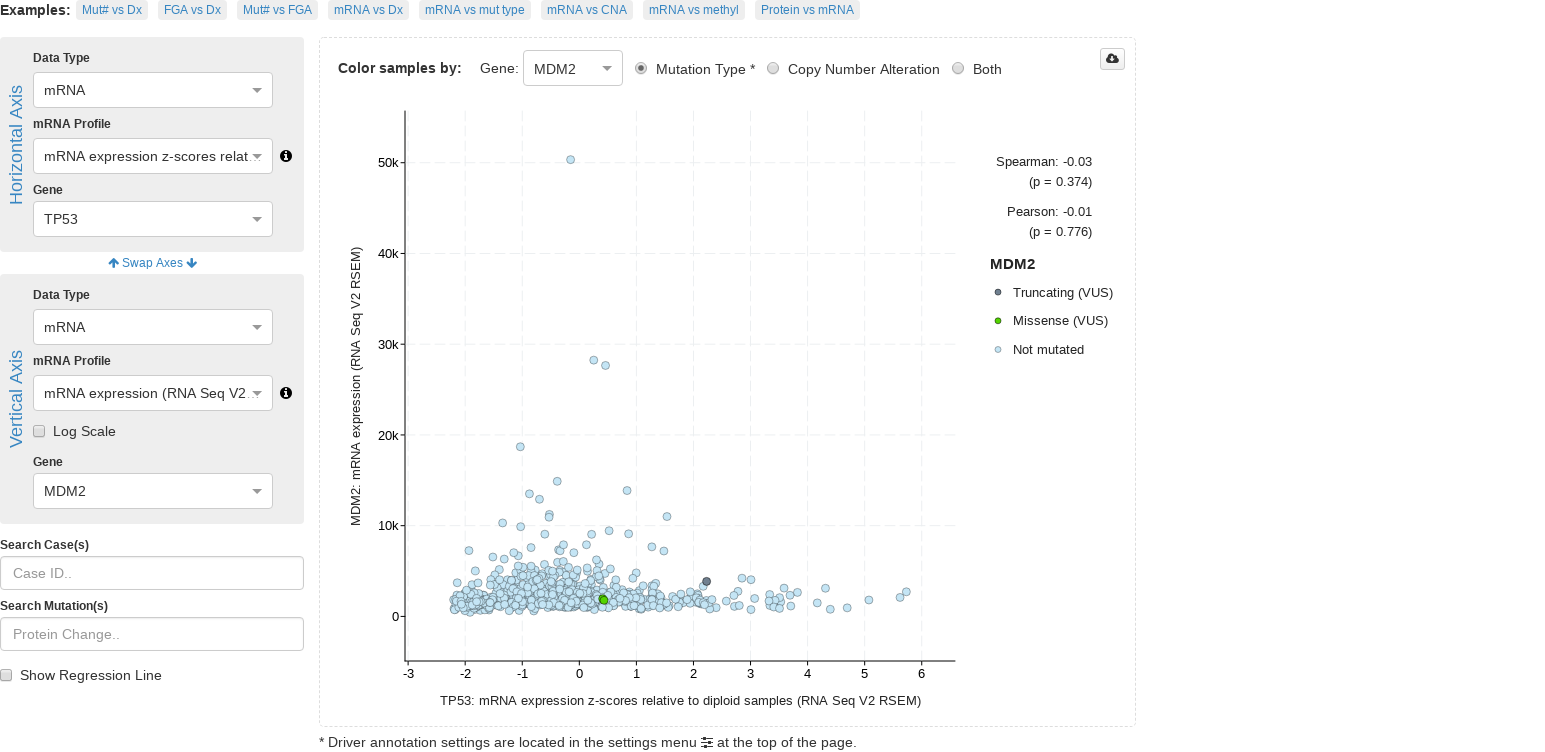 Examples: Mut# vs Dx FGA vs Dx Mut# vs FGA mRNA vs Dx mRNA vs mut type mRNA vs CNA mRNA vs methyl Protein vs mRNA
Horizontal Axis
Data Type
mRNA
mRNA Profile
mRNA expression z-scores relat...
Gene
TP53
Swap Axes
Vertical Axis
Data Type
mRNA
mRNA Profile
mRNA expression (RNA Seq V2...
Log Scale
Gene
MDM2
Search Case(s)
Case ID..
Search Mutation(s)
Protein Change..
Show Regression Line
Color samples by: Gene: MDM2 Mutation Type * Copy Number Alteration Both
MDM2: mRNA expression (RNA Seq V2 RSEM)
50k
40k
30k
20k
10k
0
-3 -2 -1 0 1 2 3 4 5 6
TP53: mRNA expression z-scores relative to diploid samples (RNA Seq V2 RSEM)
Spearman: -0.03
(p = 0.374)
Pearson: -0.01
(p = 0.776)
MDM2
Truncating (VUS)
Missense (VUS)
Not mutated
* Driver annotation settings are located in the settings menu at the top of the page.